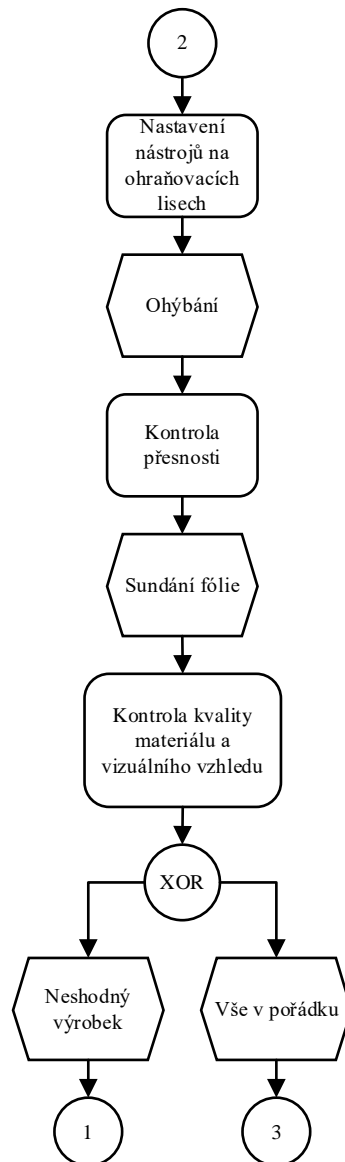 2
Nastavení
nástrojů na
ohraňovacích
lisech
Ohýbání
Kontrola
přesnosti
Sundání fólie
Kontrola kvality
materiálu a
vizuálního vzhledu
XOR
Neshodný
výrobek
Vše v pořádku
1
3